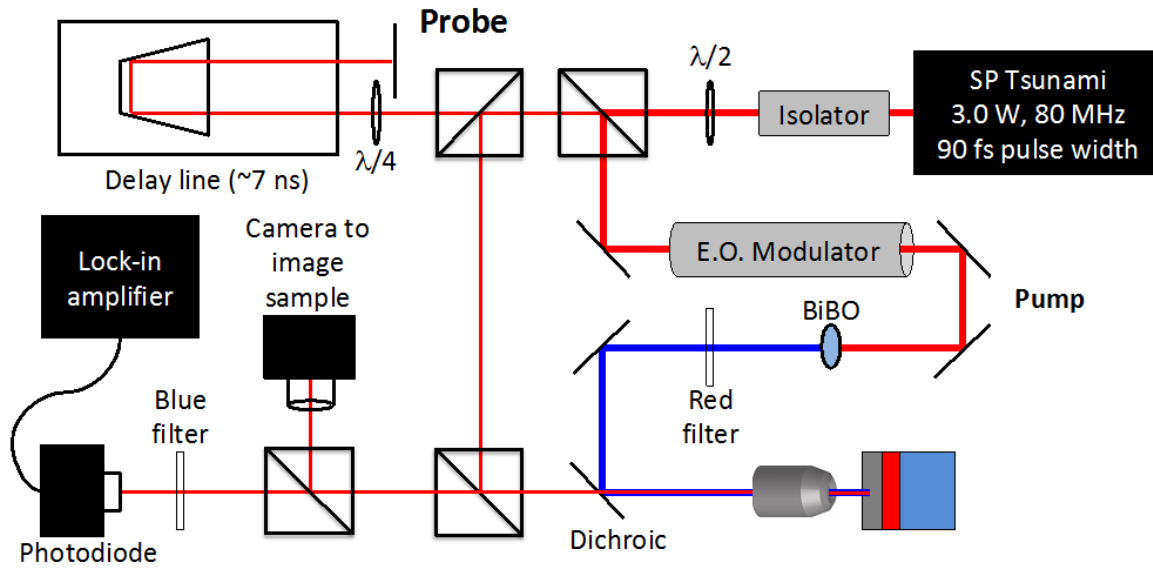 Probe
λ/2
SP Tsunami
3.0 W, 80 MHz
90 fs pulse width
Isolator
λ/4
Delay line (~7 ns)
Camera to
image
sample
E.O. Modulator
Lock-in
amplifier
Pump
BiBO
Blue
filter
Red
filter
Dichroic
Photodiode